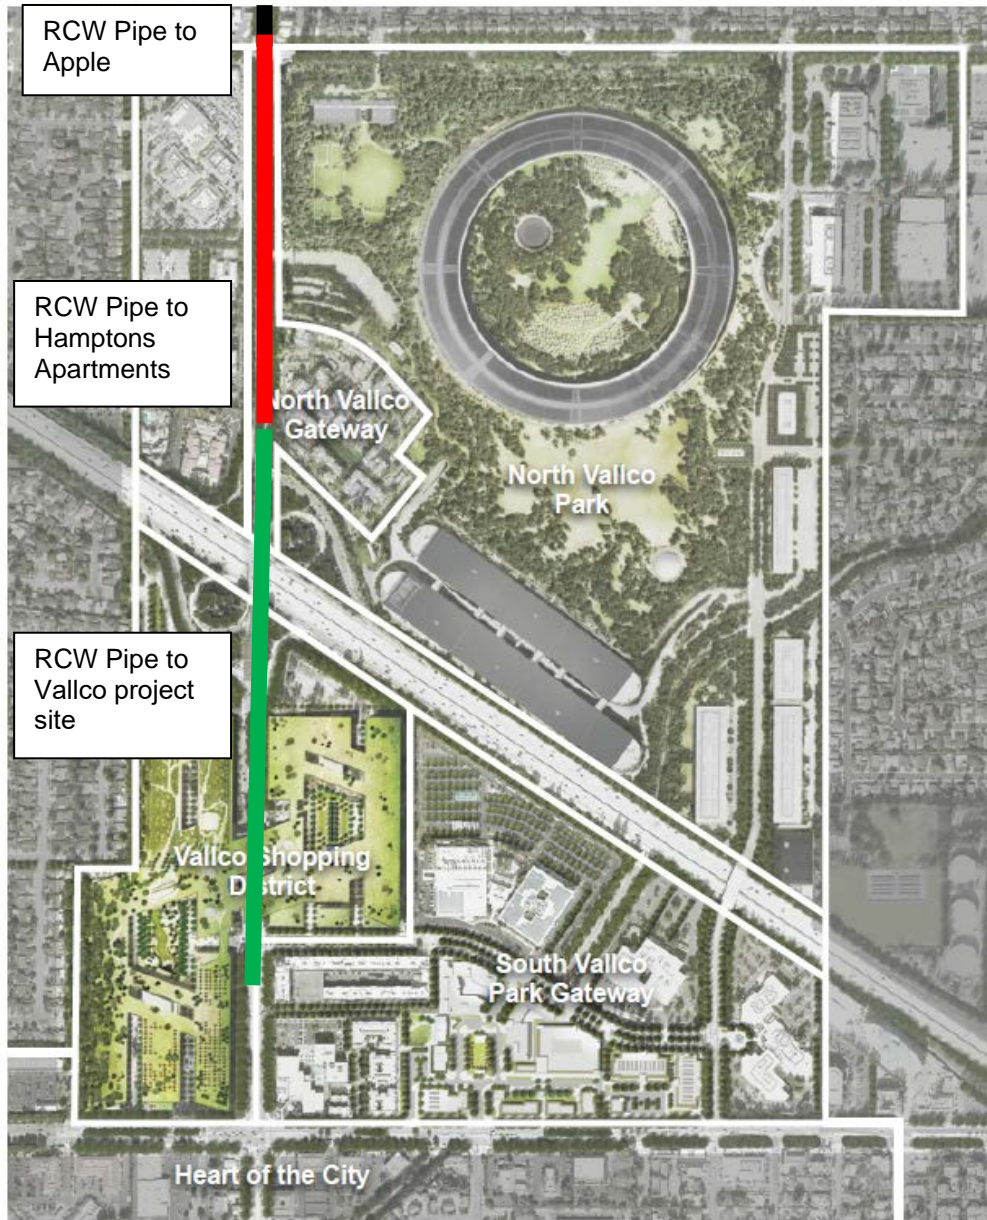 RCW Pipe to
Apple
RCW Pipe to
Hamptons
Apartments
North Vallco
Gateway
North Vallco
Park
RCW Pipe to
Vallco project
site
Vallco Shopping
District
South Vallco
Park Gateway
Heart of the City